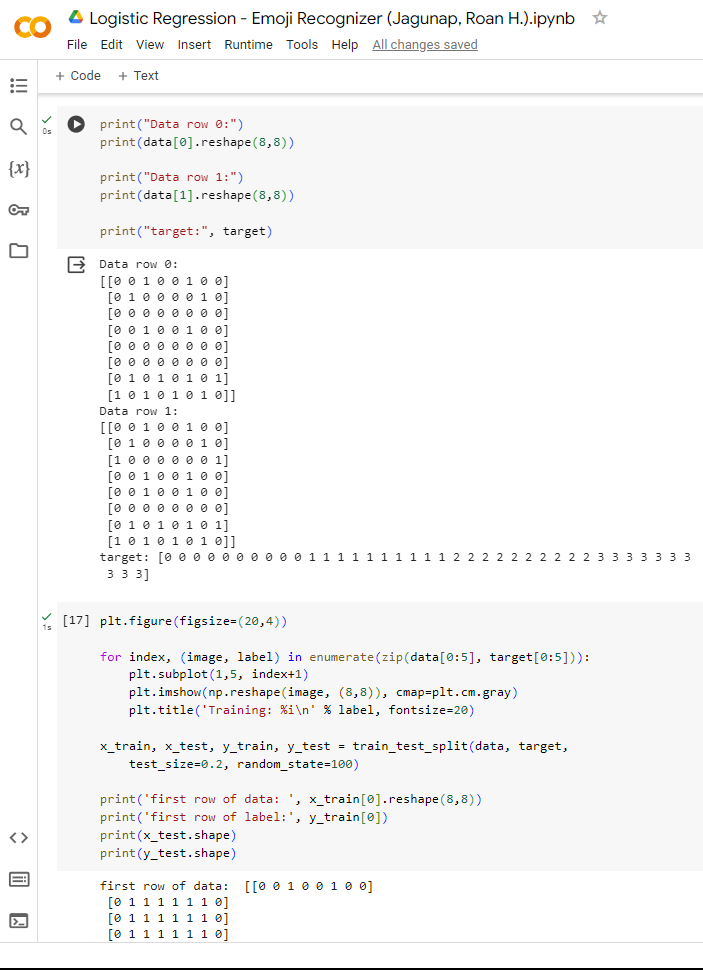 Logistic Regression - Emoji Recognizer (Jagunap, Roan H.).ipynb
File Edit View Insert Runtime Tools Help All changes saved
+ Code + Text
0s
print("Data row 0:")
print(data[0].reshape(8,8))
print("Data row 1:")
print(data[1].reshape(8,8))
print("target:", target)
Data row 0:
[[0 0 1 0 0 1 0 0]
[0 1 0 0 0 0 1 0]
[0 0 0 0 0 0 0 0]
[0 0 1 0 0 1 0 0]
[0 0 0 0 0 0 0 0]
[0 0 0 0 0 0 0 0]
[0 1 0 1 0 1 0 1]
[1 0 1 0 1 0 1 0]]
Data row 1:
[[0 0 1 0 0 1 0 0]
[0 1 0 0 0 0 1 0]
[1 0 0 0 0 0 0 1]
[0 0 1 0 0 1 0 0]
[0 0 1 0 0 1 0 0]
[0 0 0 0 0 0 0 0]
[0 1 0 1 0 1 0 1]
[1 0 1 0 1 0 1 0]]
target: [0 0 0 0 0 0 0 0 0 0 1 1 1 1 1 1 1 1 1 1 2 2 2 2 2 2 2 2 2 2 3 3 3 3 3 3 3
3 3 3]
1s
[17] plt.figure(figsize=(20,4))
for index, (image, label) in enumerate(zip(data[0:5], target[0:5])):
plt.subplot(1,5, index+1)
plt.imshow(np.reshape(image, (8,8)), cmap=plt.cm.gray)
plt.title('Training: %i\n' % label, fontsize=20)
x_train, x_test, y_train, y_test = train_test_split(data, target,
test_size=0.2, random_state=100)
print('first row of data: ', x_train[0].reshape(8,8))
print('first row of label:', y_train[0])
print(x_test.shape)
print(y_test.shape)
first row of data:  [[0 0 1 0 0 1 0 0]
[0 1 1 1 1 1 1 0]
[0 1 1 1 1 1 1 0]
[0 1 1 1 1 1 1 0]